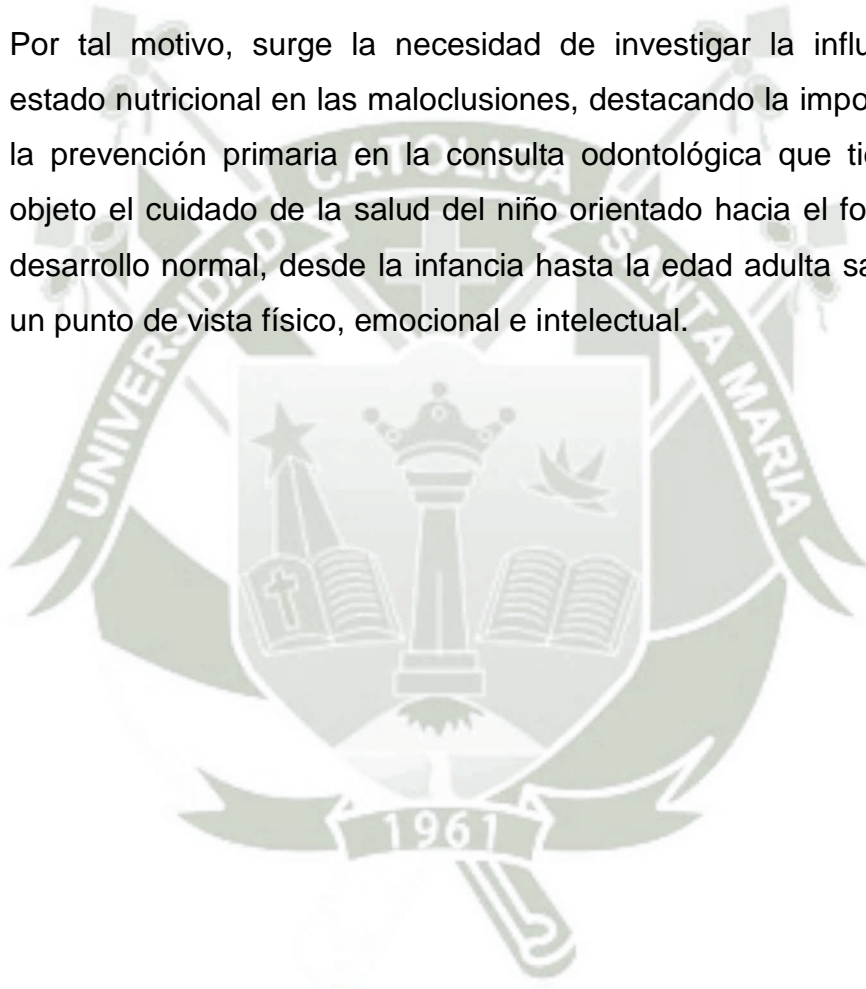 Por tal motivo, surge la necesidad de investigar la influ
estado nutricional en las maloclusiones, destacando la impo
la prevención primaria en la consulta odontológica que ti
objeto el cuidado de la salud del niño orientado hacia el fo
desarrollo normal, desde la infancia hasta la edad adulta sa
un punto de vista físico, emocional e intelectual.
UNIVERSIDAD CATOLICA SANTA MARIA
1961